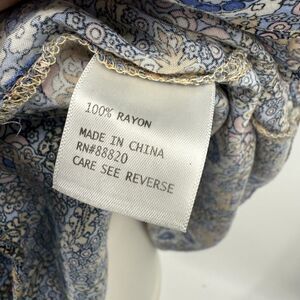 100% RAYON
MADE IN CHINA
RN#88820
CARE SEE REVERSE